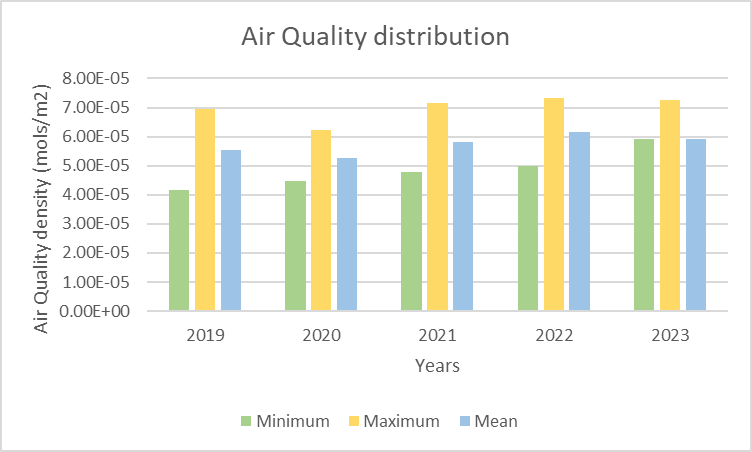 Air Quality distribution
Air Quality density (mols/m2)
8.00E-05
7.00E-05
6.00E-05
5.00E-05
4.00E-05
3.00E-05
2.00E-05
1.00E-05
0.00E+00
2019 2020 2021 2022 2023
Years
Minimum Maximum Mean